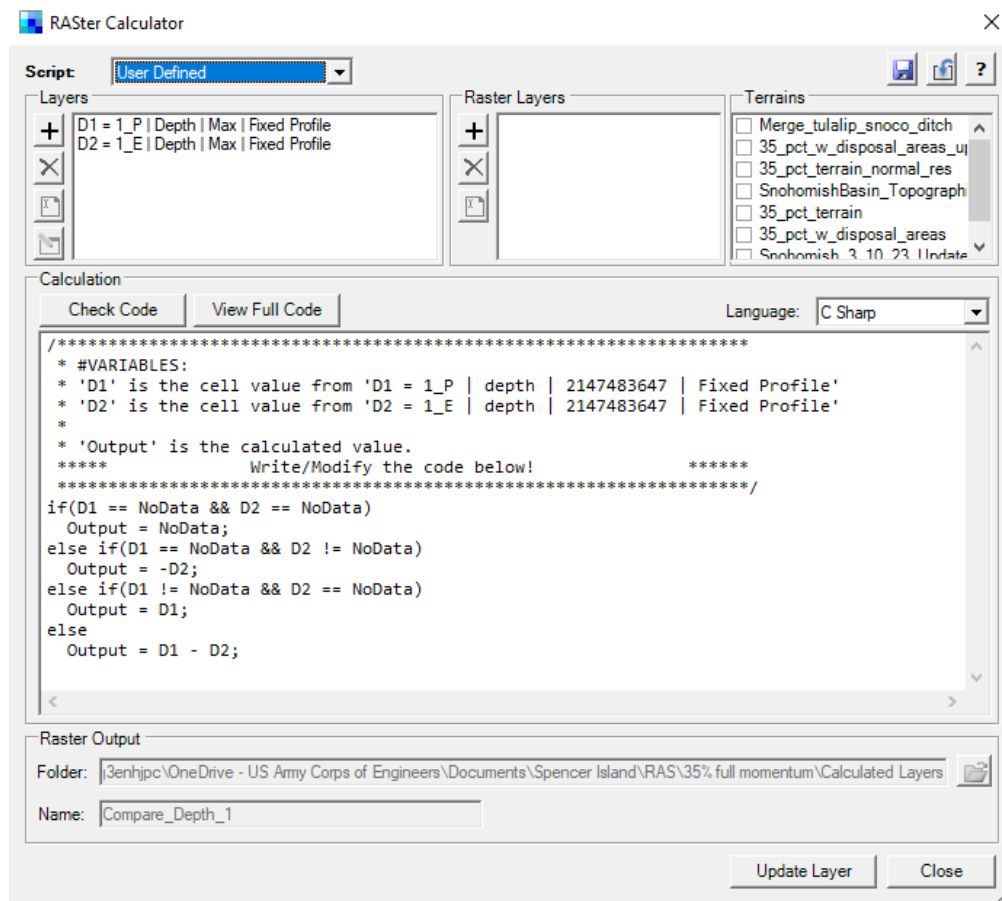 RASter Calculator
Script: User Defined
?
Layers
D1 = 1_P | Depth | Max | Fixed Profile
D2 = 1_E | Depth | Max | Fixed Profile
Raster Layers
Terrains
Merge_tulalip_snoco_ditch
35_pct_w_disposal_areas_up
35_pct_terrain_normal_res
SnohomishBasin_Topographi
35_pct_terrain
35_pct_w_disposal_areas
Snohomish_3_10_23_Update
Calculation
Check Code View Full Code Language: C Sharp
/********************************************************************
* #VARIABLES:
* 'D1' is the cell value from 'D1 = 1_P | depth | 2147483647 | Fixed Profile'
* 'D2' is the cell value from 'D2 = 1_E | depth | 2147483647 | Fixed Profile'
*
* 'Output' is the calculated value.
***** Write/Modify the code below! ******
********************************************************************/
if(D1 == NoData && D2 == NoData)
Output = NoData;
else if(D1 == NoData && D2 != NoData)
Output = -D2;
else if(D1 != NoData && D2 == NoData)
Output = D1;
else
Output = D1 - D2;
Raster Output
Folder: j3enhjpc\OneDrive - US Army Corps of Engineers\Documents\Spencer Island\RAS\35% full momentum\Calculated Layers
Name: Compare_Depth_1
Update Layer Close